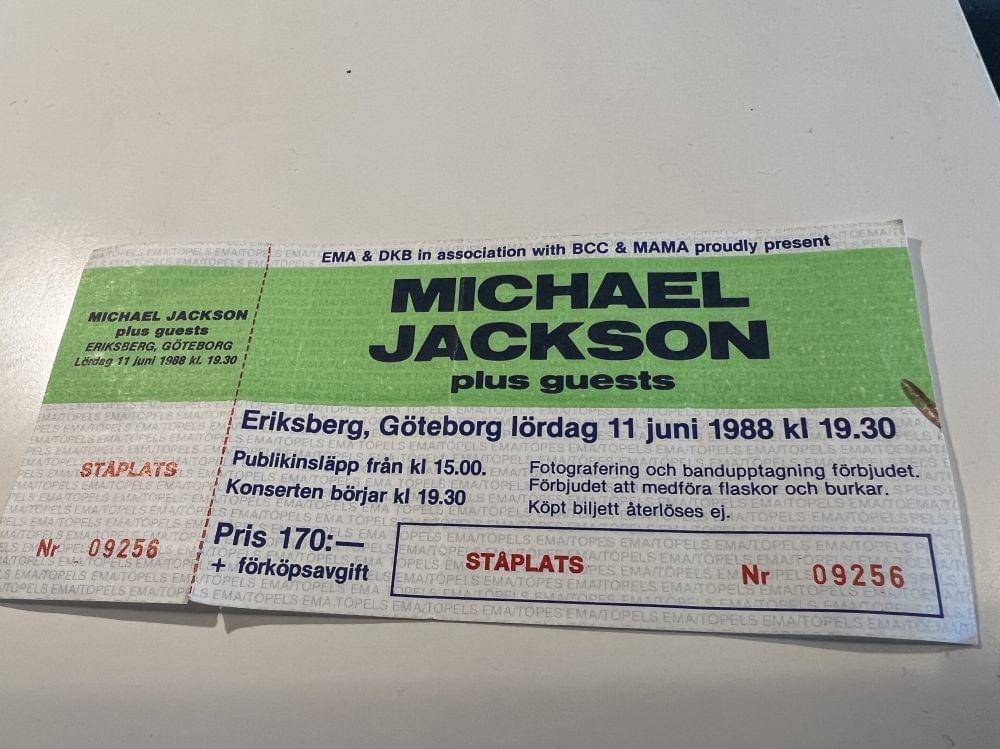 EMA & DKB in association with BCC & MAMA proudly present
MICHAEL JACKSON
plus guests
ERIKSBERG, GÖTEBORG
Lördag 11 juni 1988 kl. 19.30
STÅPLATS
Nr 09256
MICHAEL
JACKSON
plus guests
Eriksberg, Göteborg lördag 11 juni 1988 kl 19.30
Publikinsläpp från kl 15.00.
Konserten börjar kl 19.30
Fotografering och bandupptagning förbjudet.
Förbjudet att medföra flaskor och burkar.
Köpt biljett återlöses ej.
Pris 170:—
+ förköpsavgift
STÅPLATS
Nr 09256